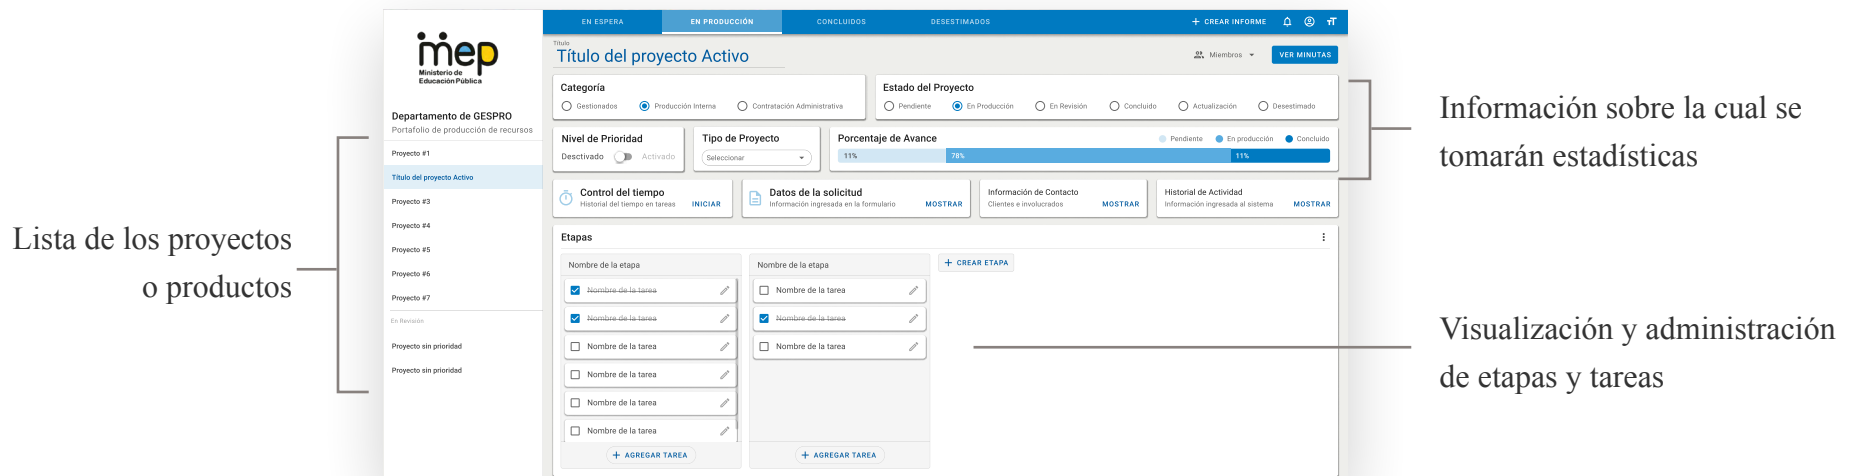 Lista de los proyectos
o productos
mep
Ministerio de
Educación Pública
Departamento de GESPRO
Portafolio de producción de recursos
Proyecto #1
Título del proyecto Activo
Proyecto #3
Proyecto #4
Proyecto #5
Proyecto #6
Proyecto #7
En Revisión
Proyecto sin prioridad
Proyecto sin prioridad
EN ESPERA EN PRODUCCIÓN CONCLUIDOS DESESTIMADOS + CREAR INFORME
Título
Título del proyecto Activo Miembros VER MINUTAS
Categoría
Gestionados Producción Interna Contratación Administrativa
Estado del Proyecto
Pendiente En Producción En Revisión Concluido Actualización Desestimado
Nivel de Prioridad
Desctivado Activado
Tipo de Proyecto
Seleccionar
Porcentaje de Avance Pendiente En producción Concluido
11% 78% 11%
Control del tiempo
Historial del tiempo en tareas INICIAR
Datos de la solicitud
Información ingresada en la formulario MOSTRAR
Información de Contacto
Clientes e involucrados MOSTRAR
Historial de Actividad
Información ingresada al sistema MOSTRAR
Etapas
Nombre de la etapa
Nombre de la tarea
Nombre de la tarea
Nombre de la tarea
Nombre de la tarea
Nombre de la tarea
Nombre de la tarea
+ AGREGAR TAREA
Nombre de la etapa
Nombre de la tarea
Nombre de la tarea
Nombre de la tarea
+ AGREGAR TAREA
+ CREAR ETAPA
Información sobre la cual se
tomarán estadísticas
Visualización y administración
de etapas y tareas